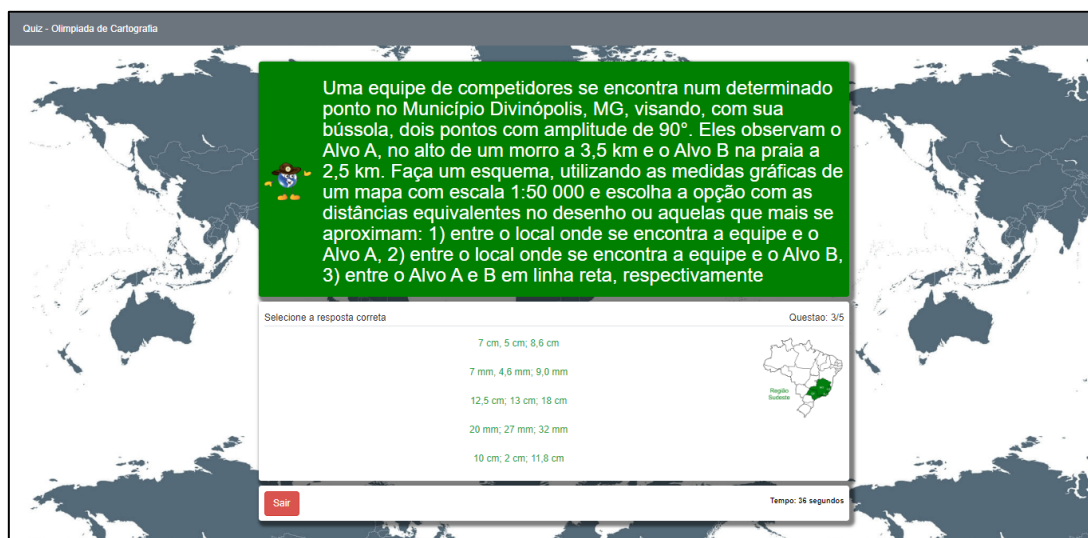 Quiz - Olimpiada de Cartografia
Uma equipe de competidores se encontra num determinado
ponto no Município Divinópolis, MG, visando, com sua
bússola, dois pontos com amplitude de 90°. Eles observam o
Alvo A, no alto de um morro a 3,5 km e o Alvo B na praia a
2,5 km. Faça um esquema, utilizando as medidas gráficas de
um mapa com escala 1:50 000 e escolha a opção com as
distâncias equivalentes no desenho ou aquelas que mais se
aproximam: 1) entre o local onde se encontra a equipe e o
Alvo A, 2) entre o local onde se encontra a equipe e o Alvo B,
3) entre o Alvo A e B em linha reta, respectivamente
Selecione a resposta correta
Questao: 3/5
7 cm, 5 cm; 8,6 cm
7 mm, 4,6 mm; 9,0 mm
12,5 cm; 13 cm; 18 cm
20 mm; 27 mm; 32 mm
10 cm; 2 cm; 11,8 cm
Região
Sudeste
Sair
Tempo: 36 segundos